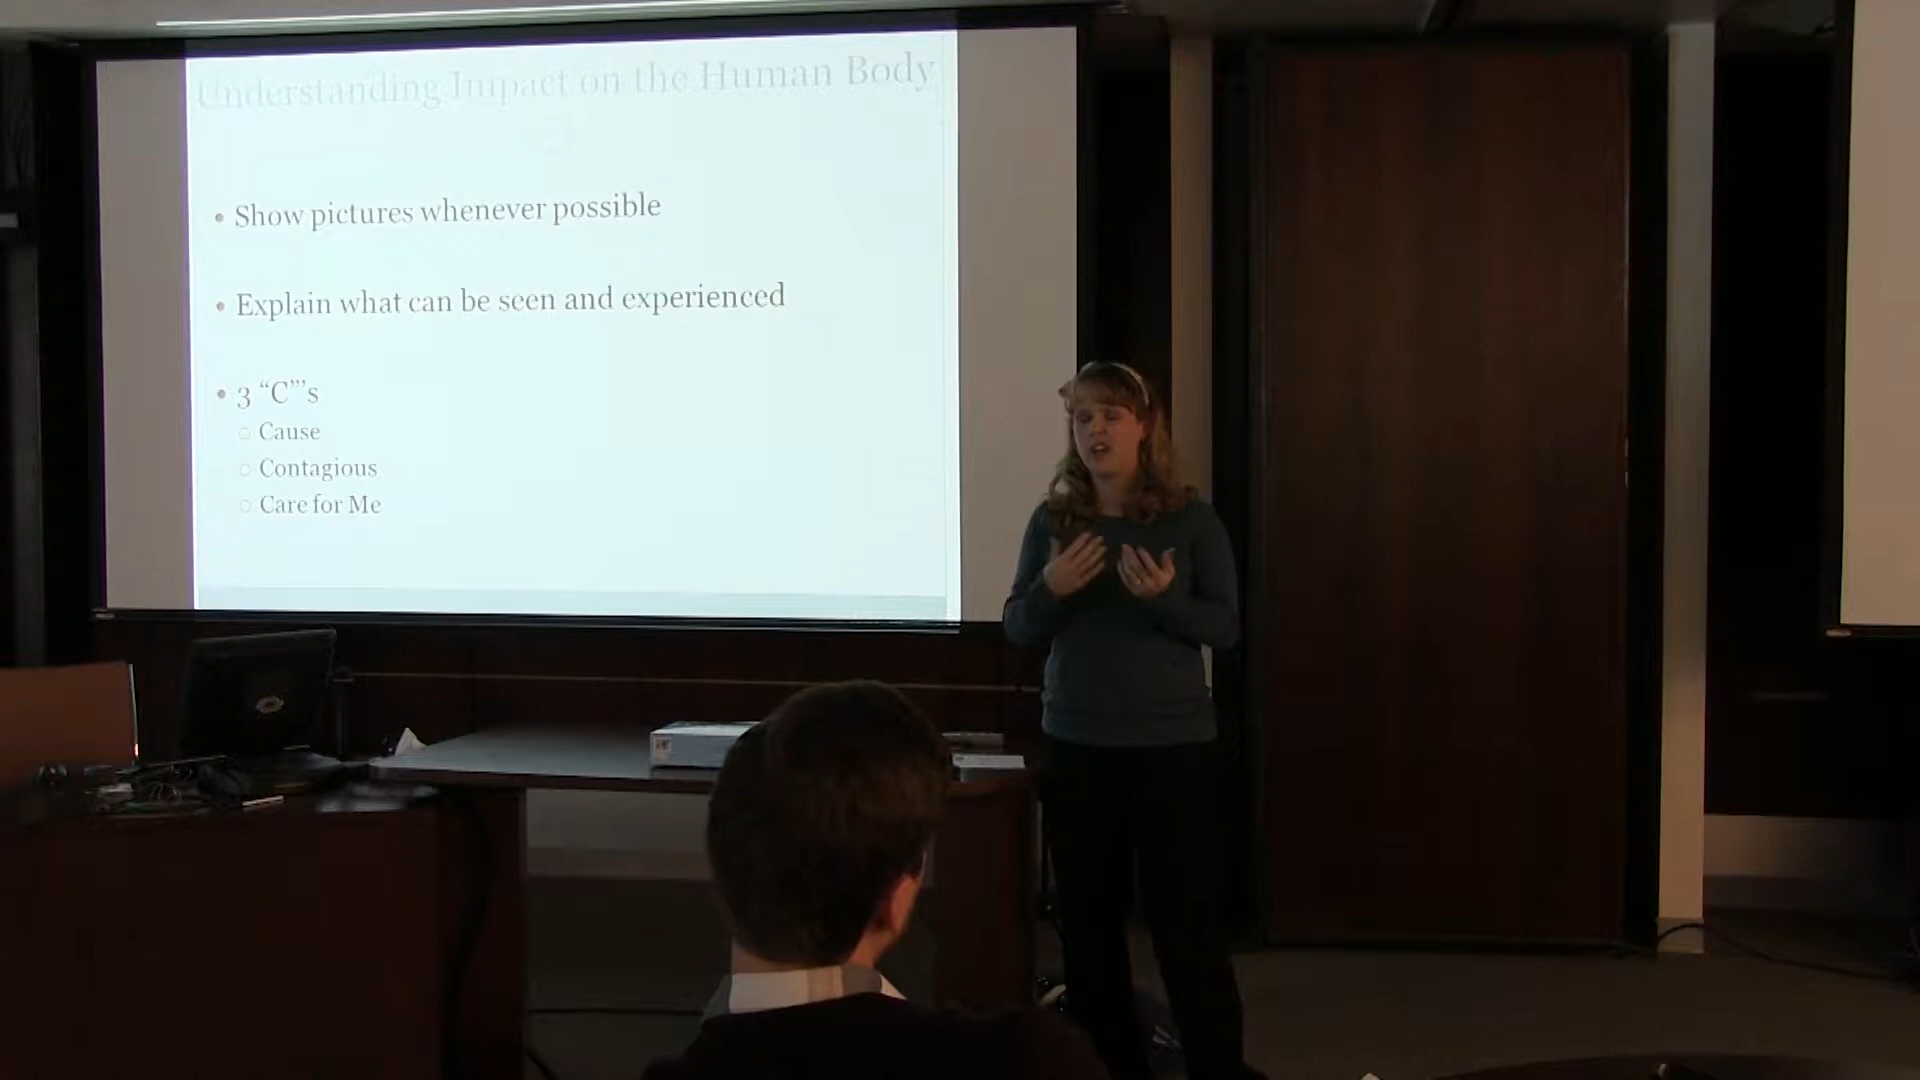 Understanding Impact on the Human Body
• Show pictures whenever possible
• Explain what can be seen and experienced
• 3 “C”’s
○ Cause
○ Contagious
○ Care for Me